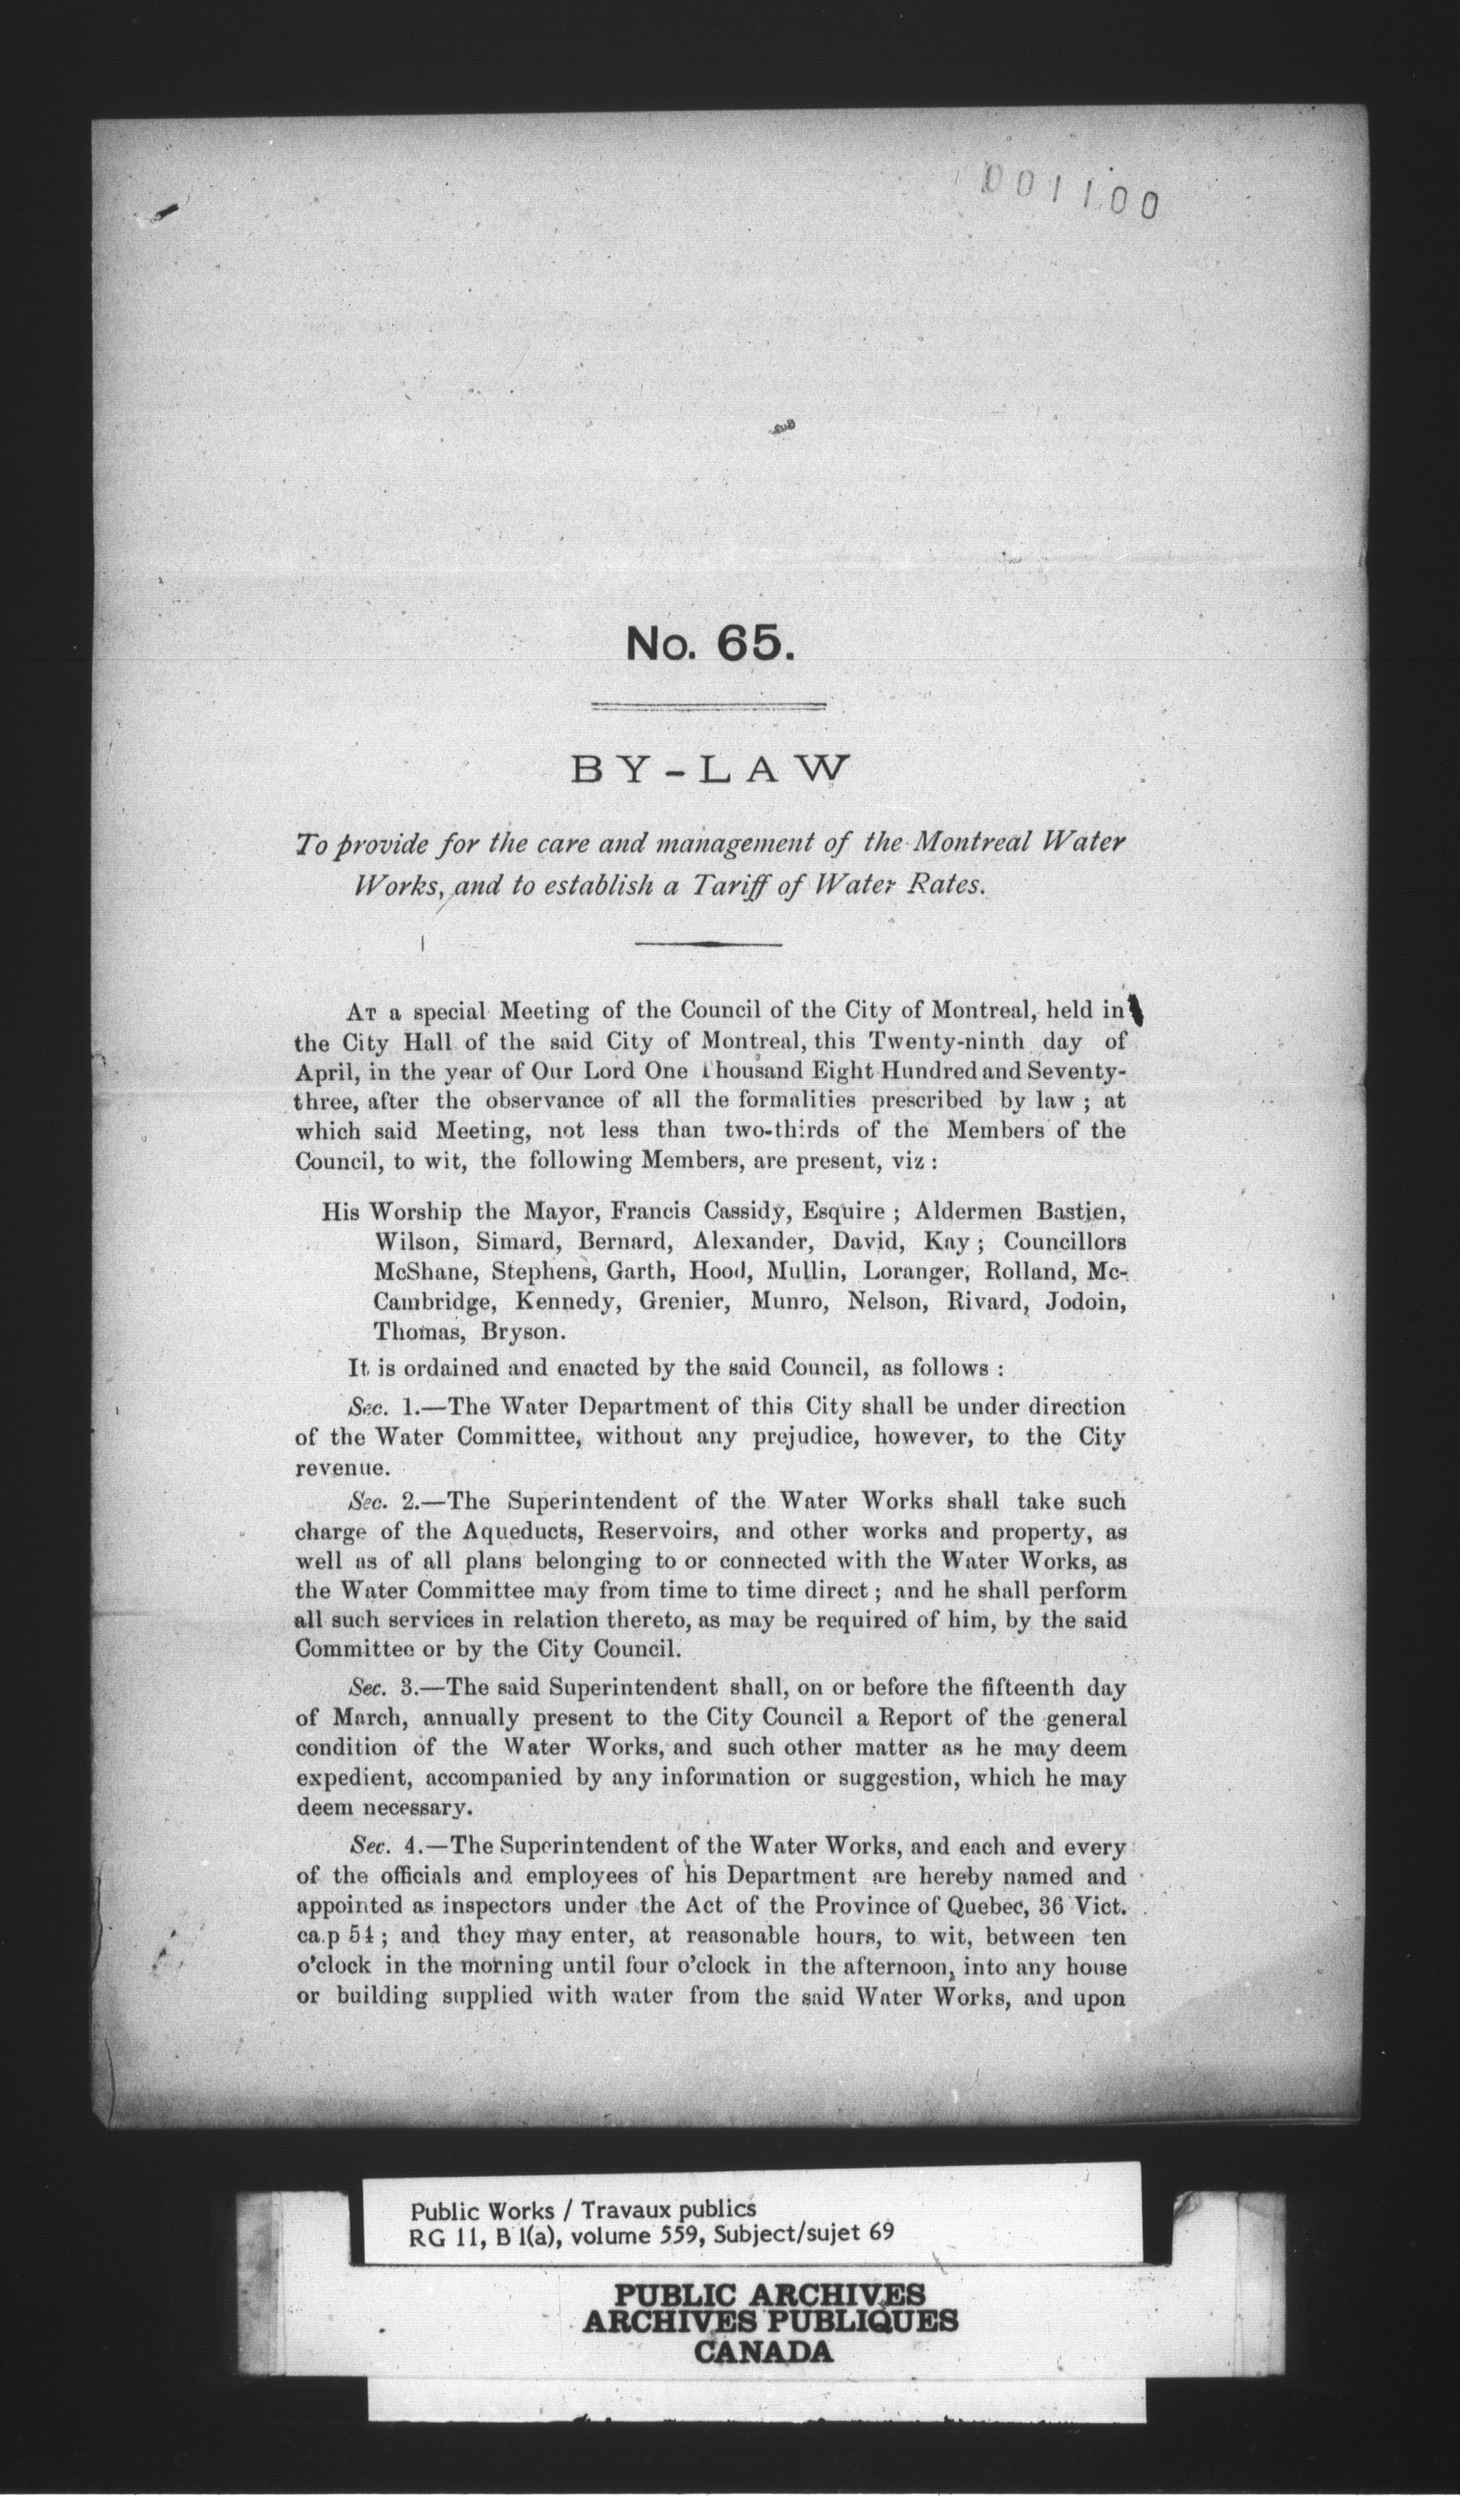 001100
No. 65.
BY-LAW
To provide for the care and management of the Montreal Water
Works, and to establish a Tariff of Water Rates.
AT a special Meeting of the Council of the City of Montreal, held in
the City Hall of the said City of Montreal, this Twenty-ninth day of
April, in the year of Our Lord One Thousand Eight Hundred and Seventy-
three, after the observance of all the formalities prescribed by law ; at
which said Meeting, not less than two-thirds of the Members of the
Council, to wit, the following Members, are present, viz :
His Worship the Mayor, Francis Cassidy, Esquire ; Aldermen Bastien,
Wilson, Simard, Bernard, Alexander, David, Kay ; Councillors
McShane, Stephens, Garth, Hood, Mullin, Loranger, Rolland, Mc-
Cambridge, Kennedy, Grenier, Munro, Nelson, Rivard, Jodoin,
Thomas, Bryson.
It is ordained and enacted by the said Council, as follows :
Sec. 1.—The Water Department of this City shall be under direction
of the Water Committee, without any prejudice, however, to the City
revenue.
Sec. 2.—The Superintendent of the Water Works shall take such
charge of the Aqueducts, Reservoirs, and other works and property, as
well as of all plans belonging to or connected with the Water Works, as
the Water Committee may from time to time direct ; and he shall perform
all such services in relation thereto, as may be required of him, by the said
Committee or by the City Council.
Sec. 3.—The said Superintendent shall, on or before the fifteenth day
of March, annually present to the City Council a Report of the general
condition of the Water Works, and such other matter as he may deem
expedient, accompanied by any information or suggestion, which he may
deem necessary.
Sec. 4.—The Superintendent of the Water Works, and each and every
of the officials and employees of his Department are hereby named and
appointed as inspectors under the Act of the Province of Quebec, 36 Vict.
ca.p 54 ; and they may enter, at reasonable hours, to wit, between ten
o'clock in the morning until four o'clock in the afternoon, into any house
or building supplied with water from the said Water Works, and upon
Public Works / Travaux publics
RG 11, B 1(a), volume 559, Subject/sujet 69
PUBLIC ARCHIVES
ARCHIVES PUBLIQUES
CANADA